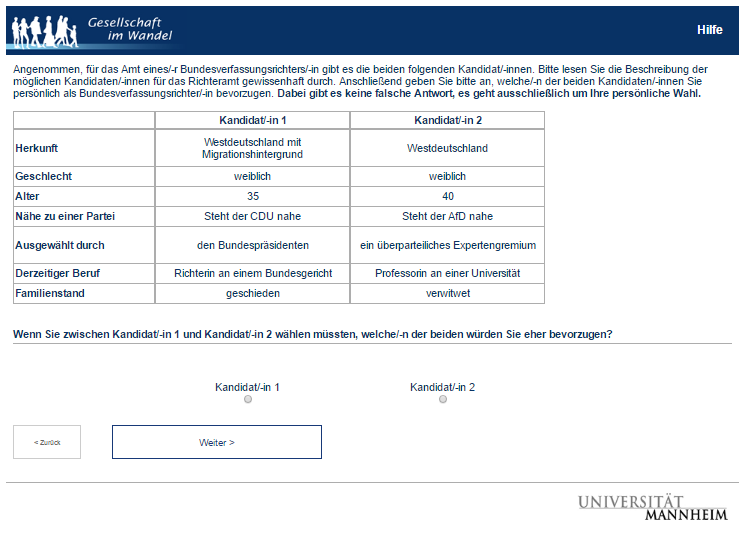 Gesellschaft
im Wandel
Hilfe
Angenommen, für das Amt eines/-r Bundesverfassungsrichters/-in gibt es die beiden folgenden Kandidat/-innen. Bitte lesen Sie die Beschreibung der
möglichen Kandidaten/-innen für das Richteramt gewissenhaft durch. Anschließend geben Sie bitte an, welche/-n der beiden Kandidaten/-innen Sie
persönlich als Bundesverfassungsrichter/-in bevorzugen. Dabei gibt es keine falsche Antwort, es geht ausschließlich um Ihre persönliche Wahl.
Kandidat/-in 1 Kandidat/-in 2
Herkunft Westdeutschland mit Migrationshintergrund Westdeutschland
Geschlecht weiblich weiblich
Alter 35 40
Nähe zu einer Partei Steht der CDU nahe Steht der AfD nahe
Ausgewählt durch den Bundespräsidenten ein überparteiliches Expertengremium
Derzeitiger Beruf Richterin an einem Bundesgericht Professorin an einer Universität
Familienstand geschieden verwitwet
Wenn Sie zwischen Kandidat/-in 1 und Kandidat/-in 2 wählen müssten, welche/-n der beiden würden Sie eher bevorzugen?
Kandidat/-in 1 Kandidat/-in 2
< Zurück Weiter >
UNIVERSITÄT
MANNHEIM